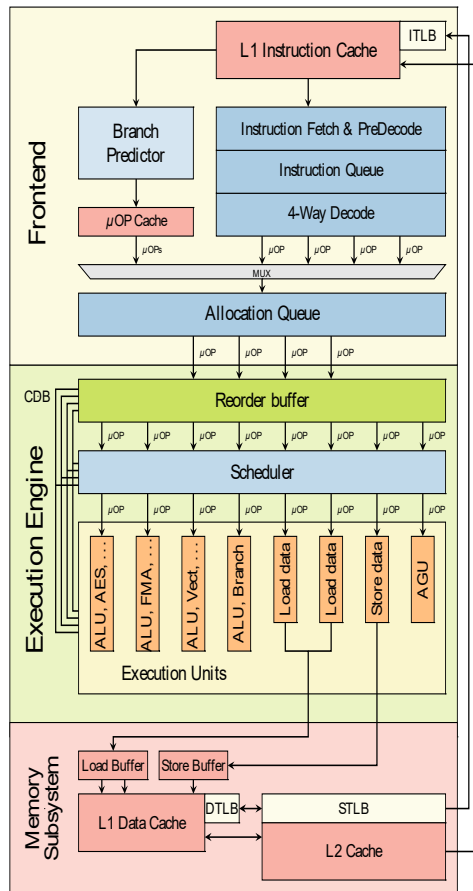 Frontend
ITLB
L1 Instruction Cache
Branch
Predictor
Instruction Fetch & PreDecode
Instruction Queue
4-Way Decode
µOP Cache
µOPs
µOP
µOP
µOP
µOP
MUX
Allocation Queue
µOP
µOP
µOP
µOP
Execution Engine
CDB
Reorder buffer
µOP
µOP
µOP
µOP
µOP
µOP
µOP
µOP
Scheduler
µOP
µOP
µOP
µOP
µOP
µOP
µOP
µOP
ALU, AES, ...
ALU, FMA, ...
ALU, Vect, ...
ALU, Branch
Load data
Load data
Store data
AGU
Execution Units
Memory
Subsystem
Load Buffer
Store Buffer
L1 Data Cache
DTLB
STLB
L2 Cache